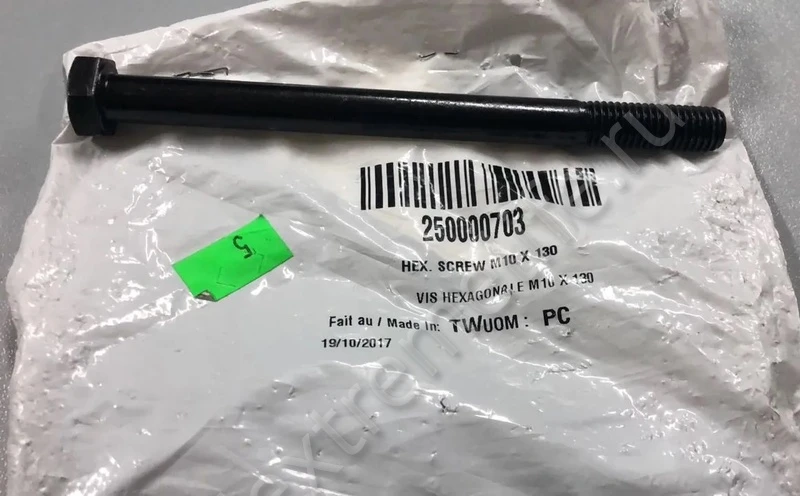 250000703
HEX. SCREW M10 X 130
VIS HEXAGONALE M10 X 130
Fait au / Made In: TWUOM: PC
19/10/2017
5